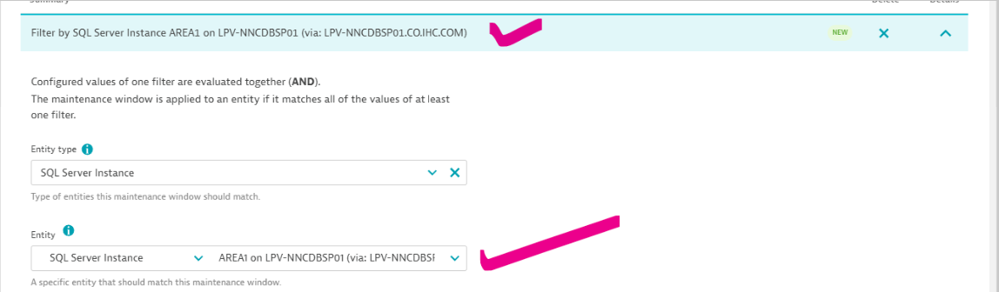 Summary Delete Details
Filter by SQL Server Instance AREA1 on LPV-NNCDBSP01 (via: LPV-NNCDBSP01.CO.IHC.COM) NEW
Configured values of one filter are evaluated together (AND).
The maintenance window is applied to an entity if it matches all of the values of at least
one filter.
Entity type
SQL Server Instance
Type of entities this maintenance window should match.
Entity
SQL Server Instance AREA1 on LPV-NNCDBSP01 (via: LPV-NNCDBSF
A specific entity that should match this maintenance window.